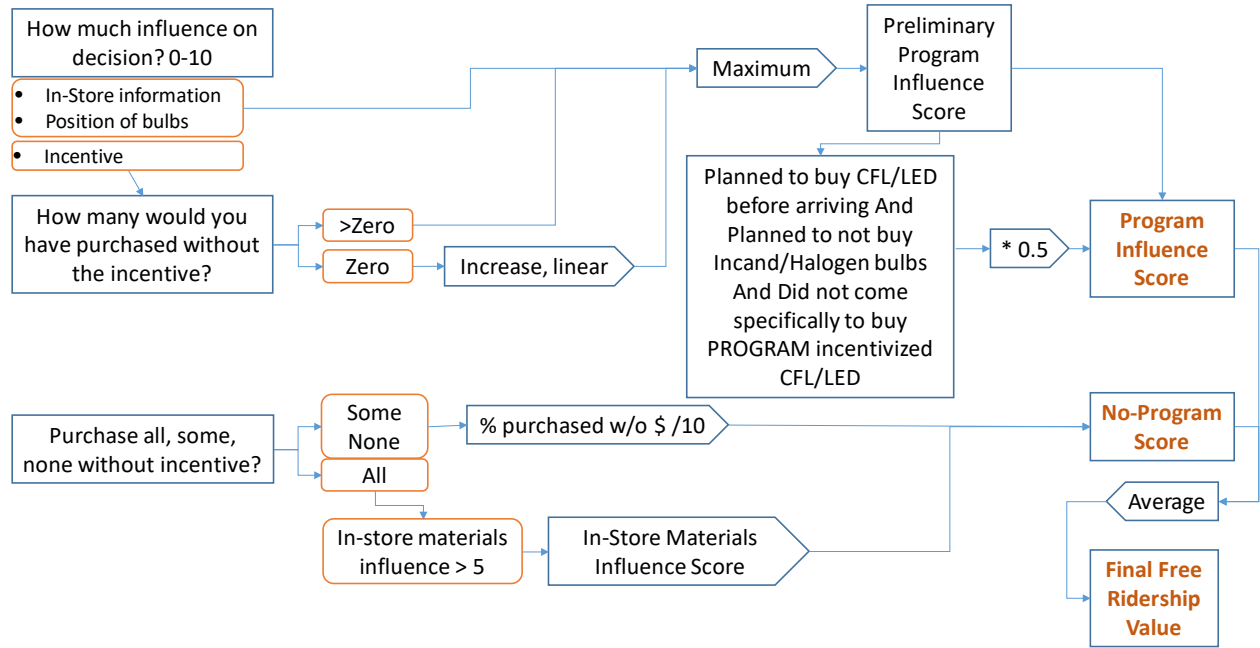 How much influence on
decision? 0-10
• In-Store information
• Position of bulbs
• Incentive
How many would you
have purchased without
the incentive?
>Zero
Zero
Increase, linear
Maximum
Preliminary
Program
Influence
Score
Planned to buy CFL/LED
before arriving And
Planned to not buy
Incand/Halogen bulbs
And Did not come
specifically to buy
PROGRAM incentivized
CFL/LED
* 0.5
Program
Influence
Score
Purchase all, some,
none without incentive?
Some
None
All
% purchased w/o $ /10
In-store materials
influence > 5
In-Store Materials
Influence Score
No-Program
Score
Average
Final Free
Ridership
Value